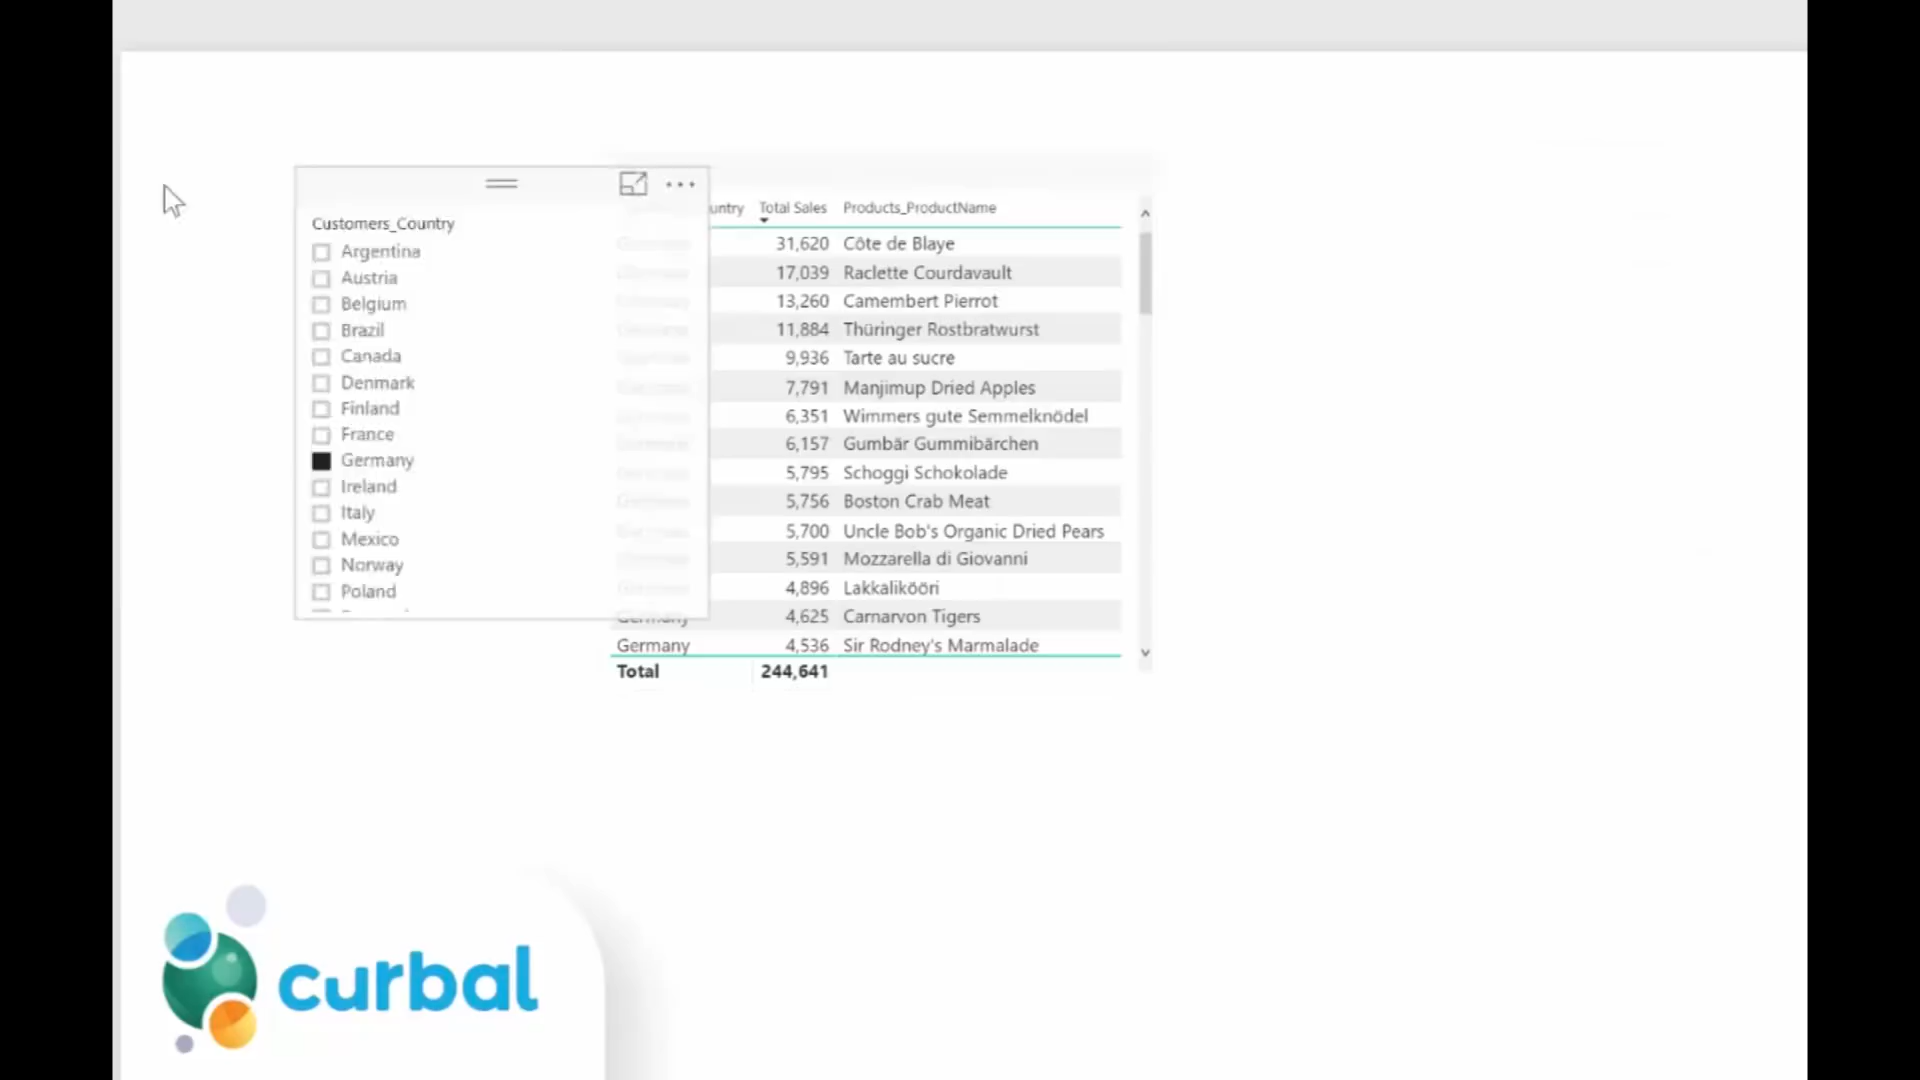 Customers_Country
Argentina
Austria
Belgium
Brazil
Canada
Denmark
Finland
France
Germany
Ireland
Italy
Mexico
Norway
Poland
untry Total Sales Products_ProductName
31,620 Côte de Blaye
17,039 Raclette Courdavault
13,260 Camembert Pierrot
11,884 Thüringer Rostbratwurst
9,936 Tarte au sucre
7,791 Manjimup Dried Apples
6,351 Wimmers gute Semmelknödel
6,157 Gumbär Gummibärchen
5,795 Schoggi Schokolade
5,756 Boston Crab Meat
5,700 Uncle Bob's Organic Dried Pears
5,591 Mozzarella di Giovanni
4,896 Lakkalikööri
Germany 4,625 Carnarvon Tigers
Germany 4,536 Sir Rodney's Marmalade
Total 244,641
curbal